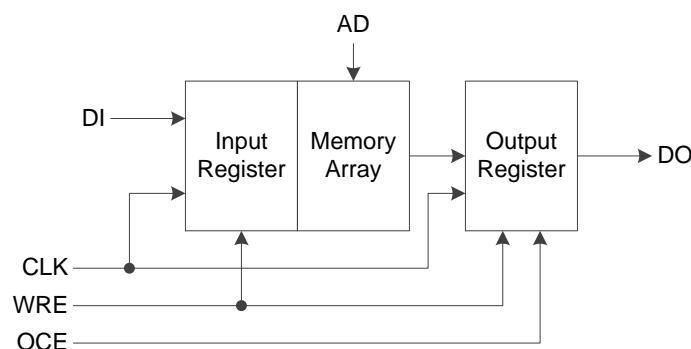 AD
DI
Input
Register
Memory
Array
Output
Register
DO
CLK
WRE
OCE